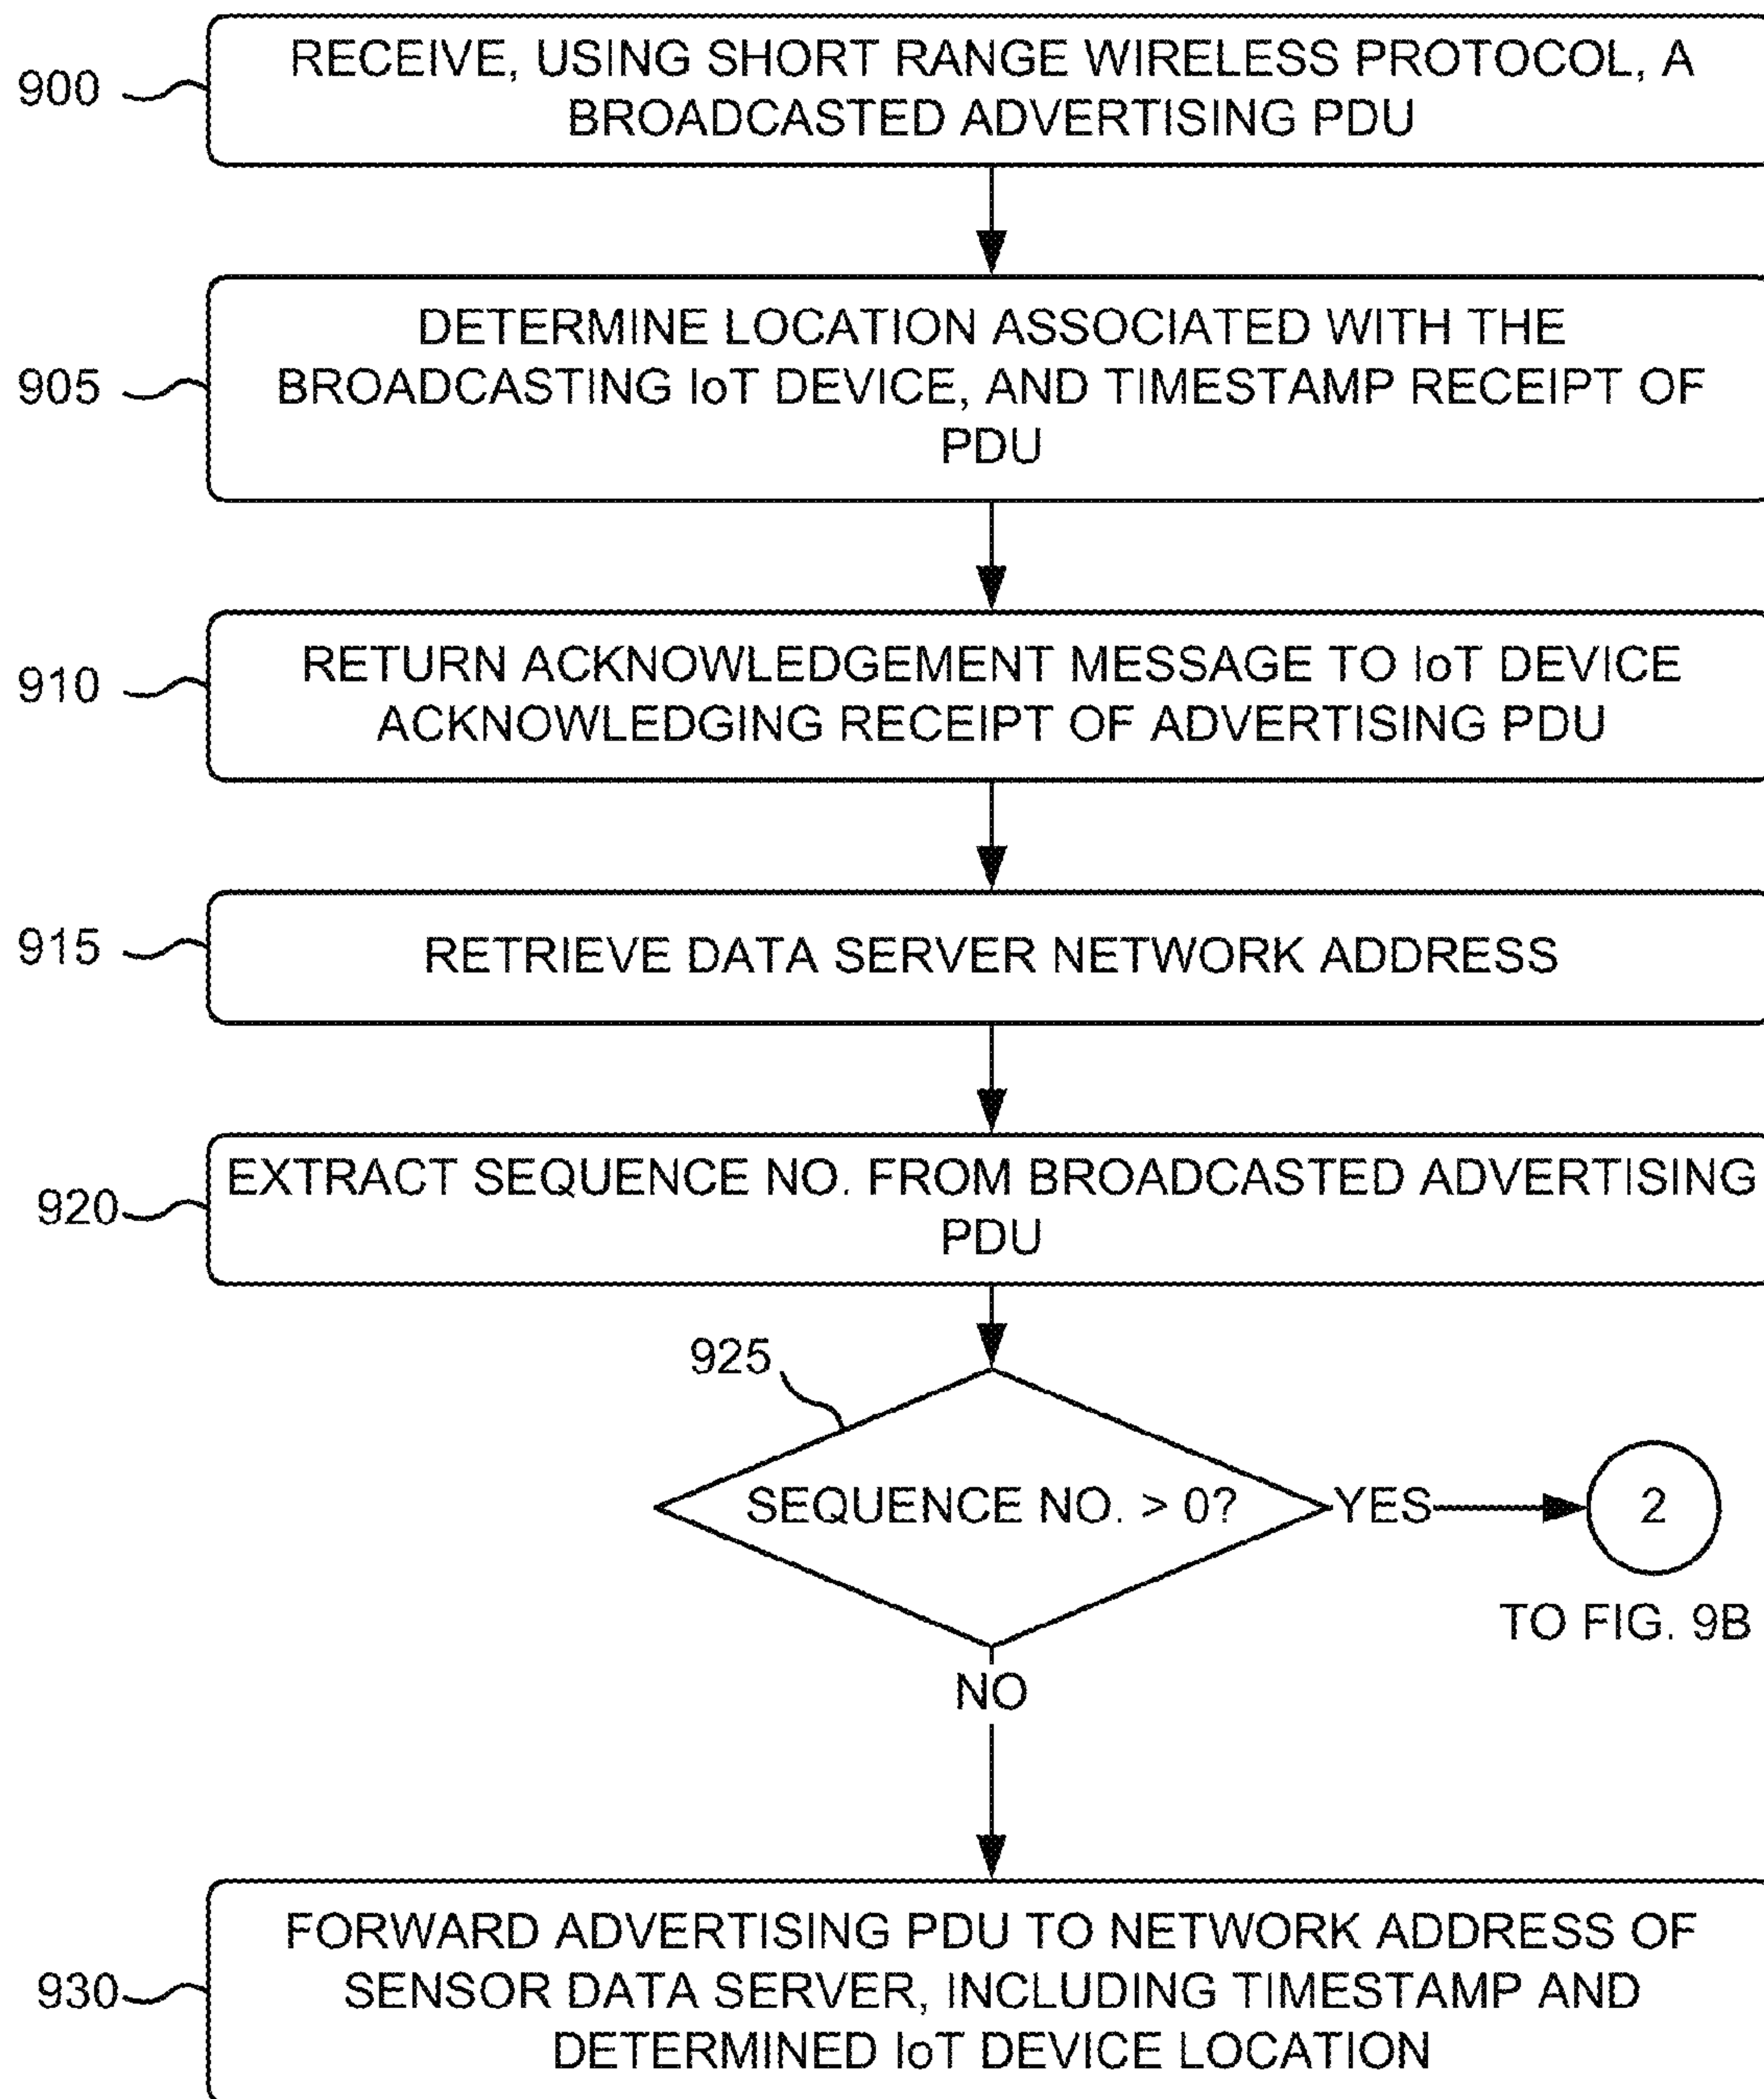 900
RECEIVE, USING SHORT RANGE WIRELESS PROTOCOL, A
BROADCASTED ADVERTISING PDU
905
DETERMINE LOCATION ASSOCIATED WITH THE
BROADCASTING IoT DEVICE, AND TIMESTAMP RECEIPT OF
PDU
910
RETURN ACKNOWLEDGEMENT MESSAGE TO IoT DEVICE
ACKNOWLEDGING RECEIPT OF ADVERTISING PDU
915
RETRIEVE DATA SERVER NETWORK ADDRESS
920
EXTRACT SEQUENCE NO. FROM BROADCASTED ADVERTISING
PDU
925
SEQUENCE NO. > 0?
YES
2
TO FIG. 9B
NO
930
FORWARD ADVERTISING PDU TO NETWORK ADDRESS OF
SENSOR DATA SERVER, INCLUDING TIMESTAMP AND
DETERMINED IoT DEVICE LOCATION